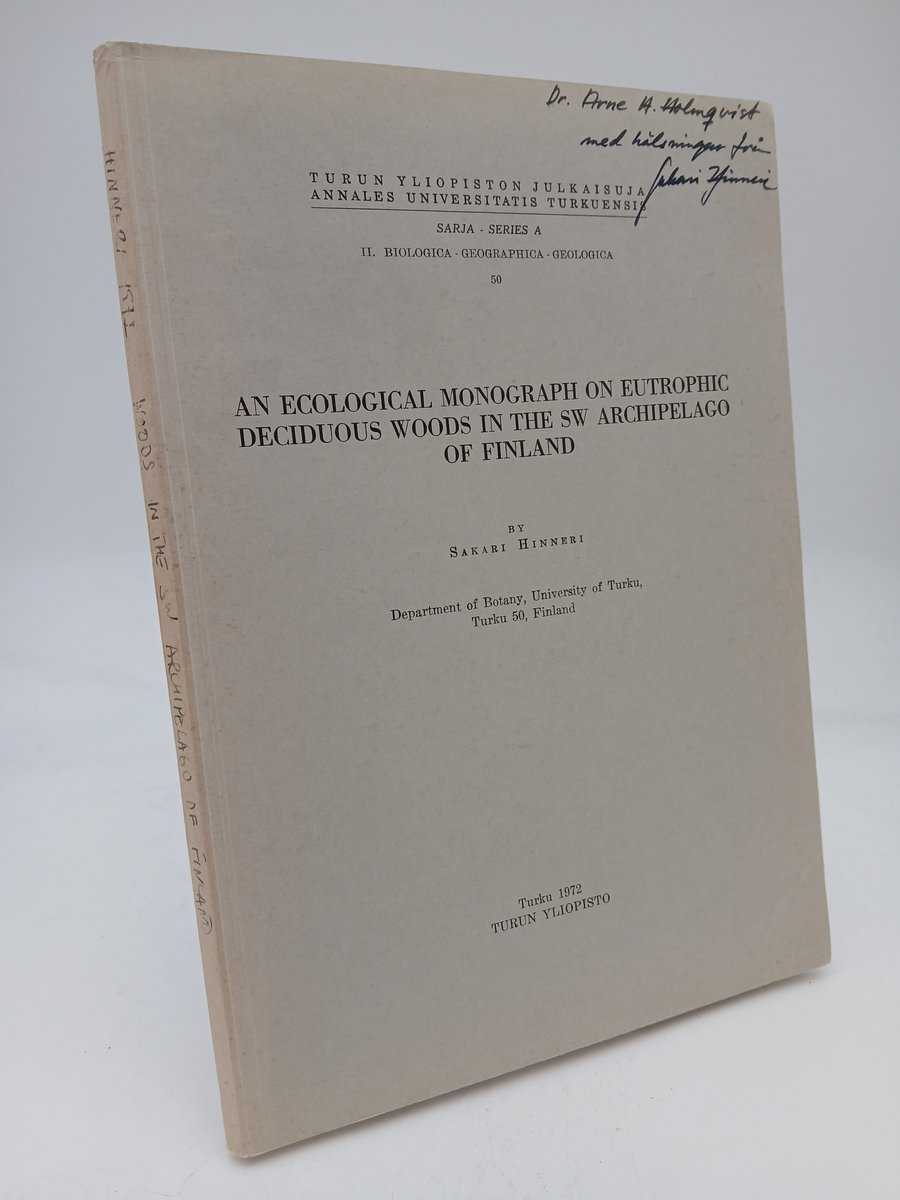 Dr. Arne H. Holmqvist
med hälsningar från
Sakari Hinneri
TURUN YLIOPISTON JULKAISUJA
ANNALES UNIVERSITATIS TURKUENSIS
SARJA - SERIES A
II. BIOLOGICA - GEOGRAPHICA - GEOLOGICA
50
AN ECOLOGICAL MONOGRAPH ON EUTROPHIC
DECIDUOUS WOODS IN THE SW ARCHIPELAGO
OF FINLAND
BY
SAKARI HINNERI
Department of Botany, University of Turku,
Turku 50, Finland
Turku 1972
TURUN YLIOPISTO
HINNERI WOODS IN THE SW ARCHIPELAGO OF FINLAND